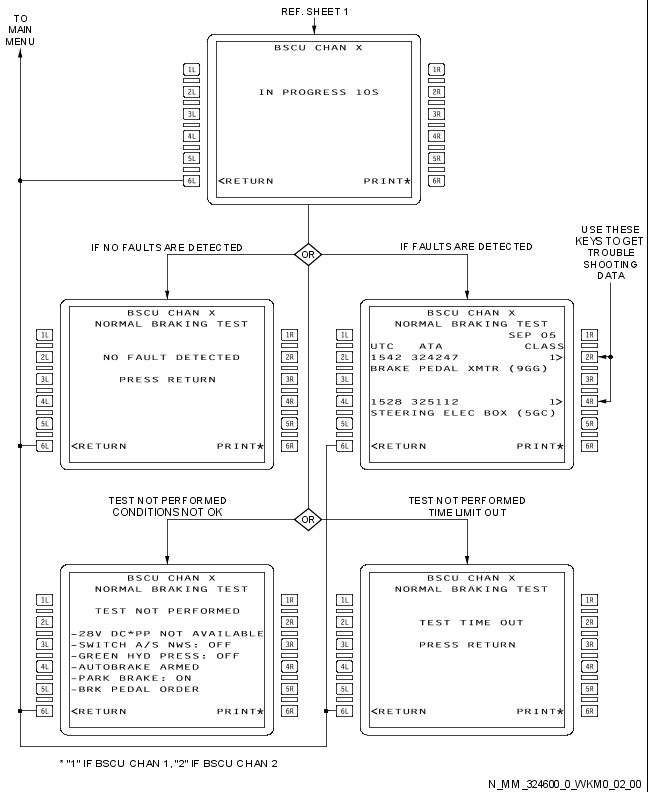 REF. SHEET 1
TO
MAIN
MENU
BSCU CHAN X
IN PROGRESS 10S
<RETURN PRINT*
1L
2L
3L
4L
5L
6L
1R
2R
3R
4R
5R
6R
IF NO FAULTS ARE DETECTED
OR
IF FAULTS ARE DETECTED
USE THESE
KEYS TO GET
TROUBLE
SHOOTING
DATA
BSCU CHAN X
NORMAL BRAKING TEST
NO FAULT DETECTED
PRESS RETURN
<RETURN PRINT*
1L
2L
3L
4L
5L
6L
1R
2R
3R
4R
5R
6R
BSCU CHAN X
NORMAL BRAKING TEST
SEP 05
UTC ATA CLASS
1542 324247 1>
BRAKE PEDAL XMTR (9GG)
1528 325112 1>
STEERING ELEC BOX (5GC)
<RETURN PRINT*
1L
2L
3L
4L
5L
6L
1R
2R
3R
4R
5R
6R
TEST NOT PERFORMED
CONDITIONS NOT OK
OR
TEST NOT PERFORMED
TIME LIMIT OUT
BSCU CHAN X
NORMAL BRAKING TEST
TEST NOT PERFORMED
-28V DC*PP NOT AVAILABLE
-SWITCH A/S NWS: OFF
-GREEN HYD PRESS: OFF
-AUTOBRAKE ARMED
-PARK BRAKE: ON
-BRK PEDAL ORDER
<RETURN PRINT*
1L
2L
3L
4L
5L
6L
1R
2R
3R
4R
5R
6R
BSCU CHAN X
NORMAL BRAKING TEST
TEST TIME OUT
PRESS RETURN
<RETURN PRINT*
1L
2L
3L
4L
5L
6L
1R
2R
3R
4R
5R
6R
* "1" IF BSCU CHAN 1, "2" IF BSCU CHAN 2
N_MM_324600_0_WKM0_02_00